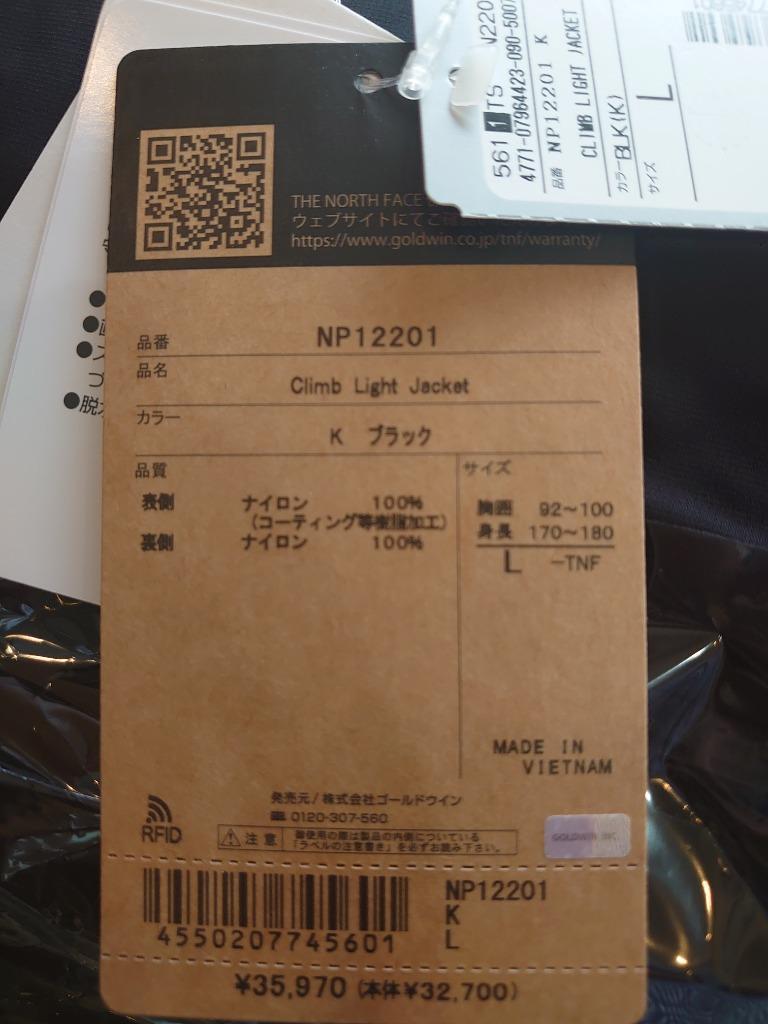 561 1 TS N220
4771-07964423-090-5007
品番 NP12201 K
CLIMB LIGHT JACKET
カラー BLK(K)
サイズ L
THE NORTH FACE
ウェブサイトにてご
https://www.goldwin.co.jp/tnf/warranty/
品番 NP12201
品名 Climb Light Jacket
カラー K ブラック
品質
表側 ナイロン 100%
(コーティング等樹脂加工)
裏側 ナイロン 100%
サイズ
胸囲 92~100
身長 170~180
L -TNF
MADE IN
VIETNAM
発売元/株式会社ゴールドウイン
0120-307-560
RFID
注意 御使用の際は製品の内側についている
「ラベルの注意書き」を必ずお読み下さい。
GOLDWIN INC.
4550207745601
NP12201
K
L
¥35,970 (本体¥32,700)
●脱